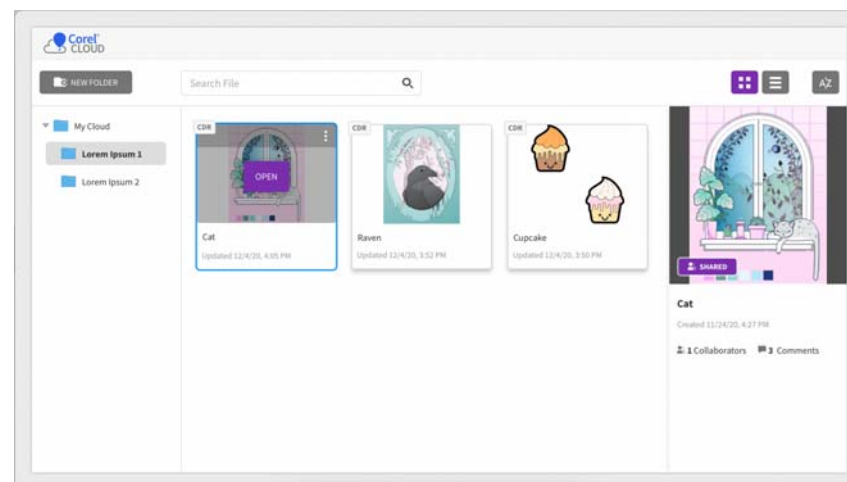 Corel
CLOUD
NEW FOLDER
Search File
AZ
My Cloud
Lorem Ipsum 1
Lorem Ipsum 2
CDR
OPEN
Cat
Updated 12/4/20, 4:05 PM
CDR
Raven
Updated 12/4/20, 3:52 PM
CDR
Cupcake
Updated 12/4/20, 3:50 PM
SHARED
Cat
Created 11/24/20, 4:27 PM
1 Collaborators 3 Comments